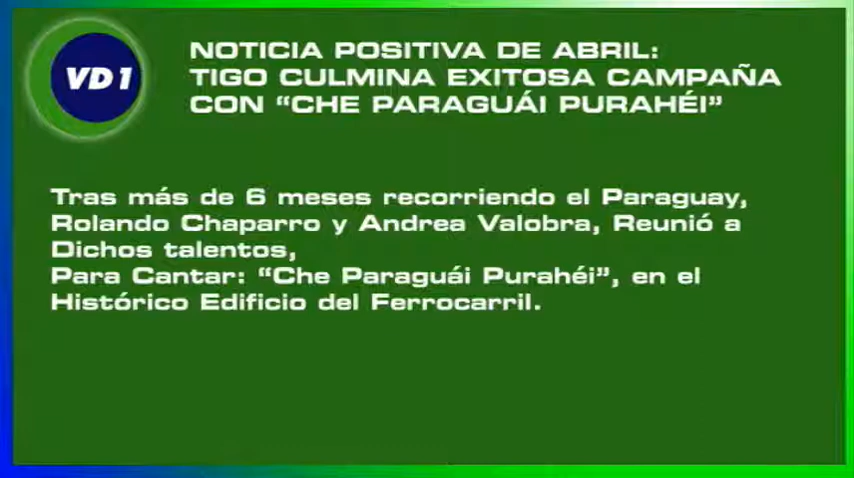 VD1
NOTICIA POSITIVA DE ABRIL:
TIGO CULMINA EXITOSA CAMPAÑA
CON “CHE PARAGUÁI PURAHÉI”
Tras más de 6 meses recorriendo el Paraguay,
Rolando Chaparro y Andrea Valobra, Reunió a
Dichos talentos,
Para Cantar: “Che Paraguái Purahéi”, en el
Histórico Edificio del Ferrocarril.